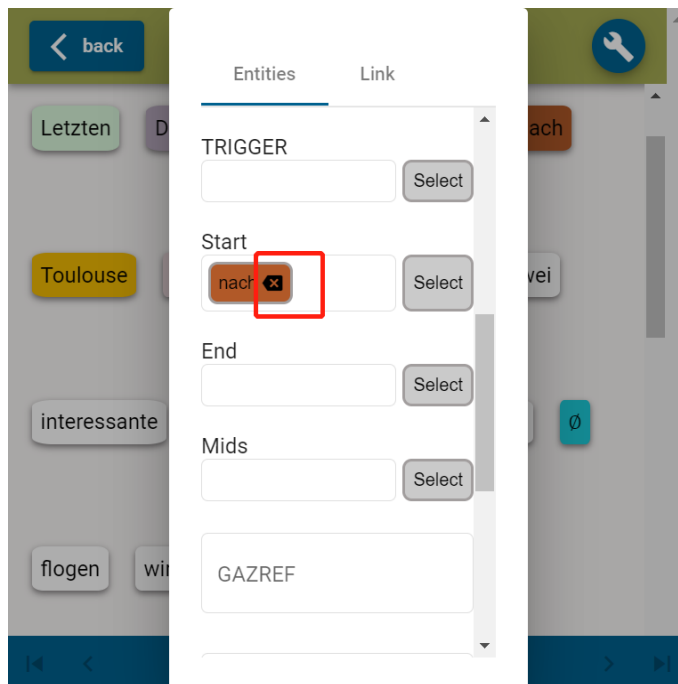 back
Entities Link
Letzten D ach
TRIGGER
Select
Start
Toulouse nach Select wei
End
Select
interessante Ø
Mids
Select
flogen wir GAZREF